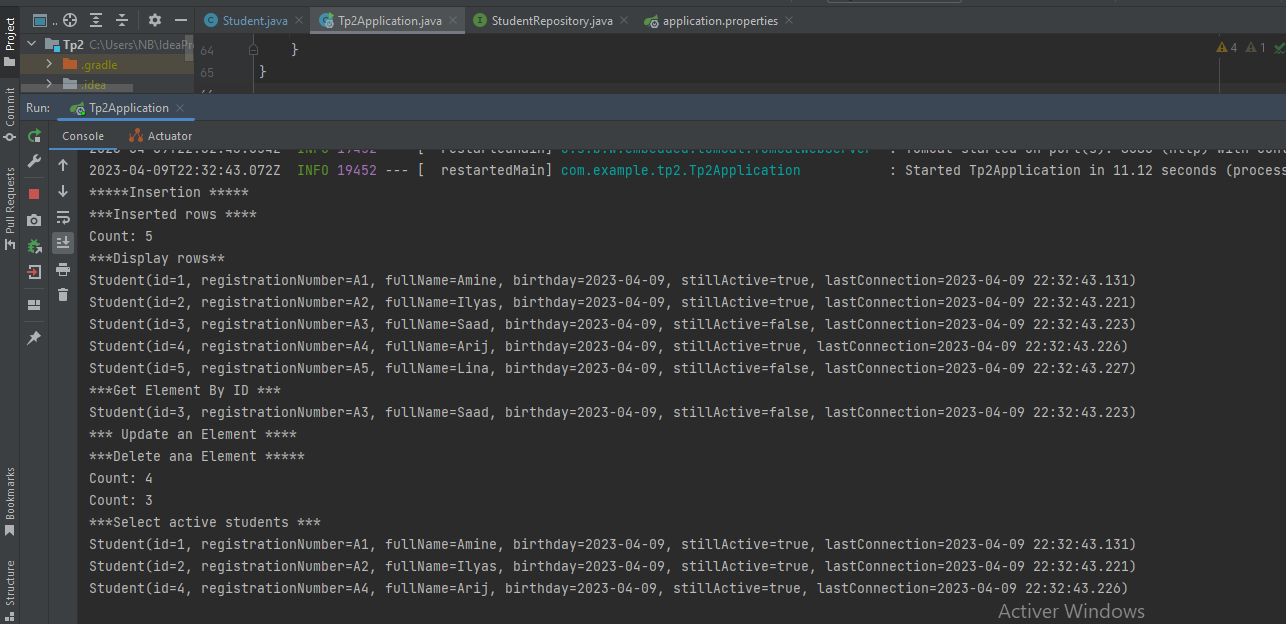 Project
Commit
Pull Requests
Bookmarks
Structure
Student.java
Tp2Application.java
StudentRepository.java
application.properties
Tp2 C:\Users\NB\IdeaPr
.gradle
.idea
64 }
65 }
4 1
Run: Tp2Application
Console Actuator
2023-04-09T22:32:43.072Z INFO 19452 --- [ restartedMain] com.example.tp2.Tp2Application : Started Tp2Application in 11.12 seconds (process
*****Insertion *****
***Inserted rows ****
Count: 5
***Display rows**
Student(id=1, registrationNumber=A1, fullName=Amine, birthday=2023-04-09, stillActive=true, lastConnection=2023-04-09 22:32:43.131)
Student(id=2, registrationNumber=A2, fullName=Ilyas, birthday=2023-04-09, stillActive=true, lastConnection=2023-04-09 22:32:43.221)
Student(id=3, registrationNumber=A3, fullName=Saad, birthday=2023-04-09, stillActive=false, lastConnection=2023-04-09 22:32:43.223)
Student(id=4, registrationNumber=A4, fullName=Arij, birthday=2023-04-09, stillActive=true, lastConnection=2023-04-09 22:32:43.226)
Student(id=5, registrationNumber=A5, fullName=Lina, birthday=2023-04-09, stillActive=false, lastConnection=2023-04-09 22:32:43.227)
***Get Element By ID ***
Student(id=3, registrationNumber=A3, fullName=Saad, birthday=2023-04-09, stillActive=false, lastConnection=2023-04-09 22:32:43.223)
*** Update an Element ****
***Delete ana Element *****
Count: 4
Count: 3
***Select active students ***
Student(id=1, registrationNumber=A1, fullName=Amine, birthday=2023-04-09, stillActive=true, lastConnection=2023-04-09 22:32:43.131)
Student(id=2, registrationNumber=A2, fullName=Ilyas, birthday=2023-04-09, stillActive=true, lastConnection=2023-04-09 22:32:43.221)
Student(id=4, registrationNumber=A4, fullName=Arij, birthday=2023-04-09, stillActive=true, lastConnection=2023-04-09 22:32:43.226)
Activer Windows